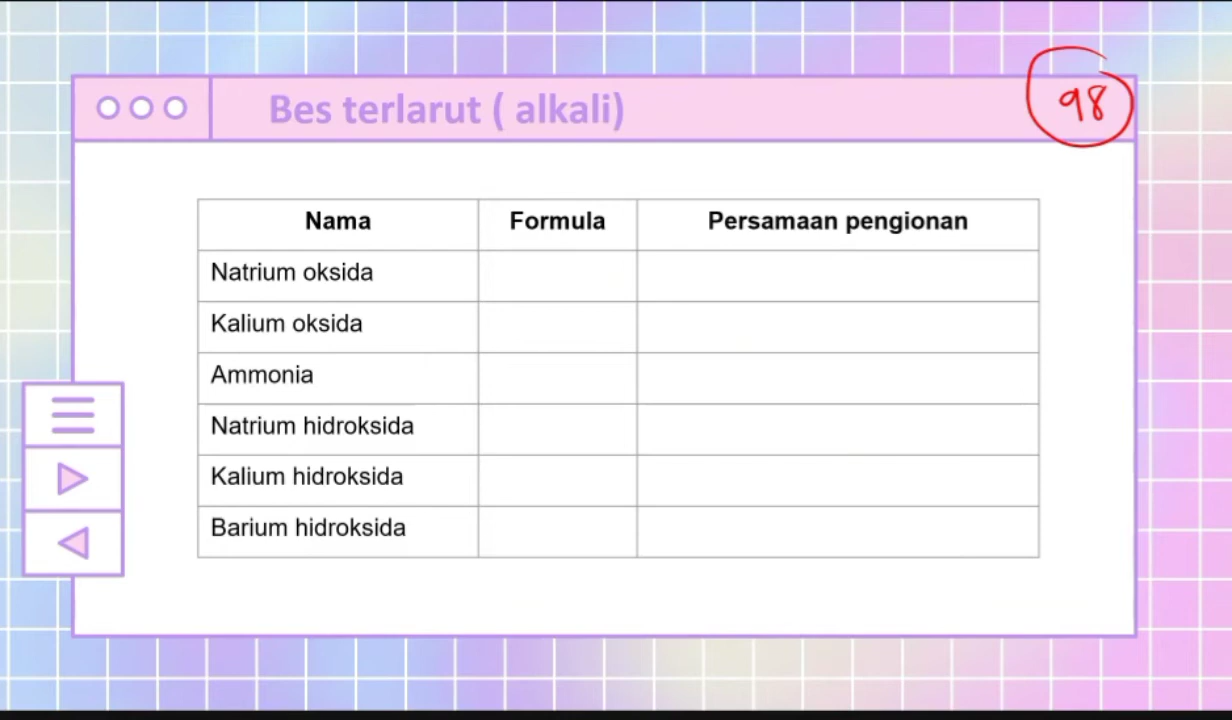 Bes terlarut ( alkali)
98
Nama Formula Persamaan pengionan
Natrium oksida
Kalium oksida
Ammonia
Natrium hidroksida
Kalium hidroksida
Barium hidroksida